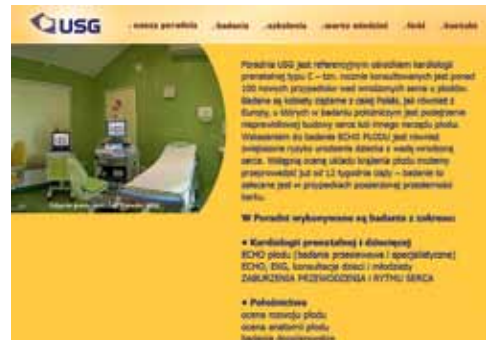 USG
.nasza poradnia .badania .szkolenia .warto wiedzieć .linki .kontakt
Poradnia USG jest referencyjnym ośrodkiem kardiologii
prenatalnej typu C – tzn. rocznie konsultowanych jest ponad
100 nowych przypadków wad wrodzonych serca u płodów.
Badane są kobiety ciężarne z całej Polski, jak również z
Europy, u których w badaniu położniczym jest podejrzenie
nieprawidłowej budowy serca lub innego narządu płodu.
Wskazaniem do badania ECHO PŁODU jest również
zwiększone ryzyko urodzenia dziecka z wadą wrodzoną
serca. Wstępną ocenę układu krążenia płodu możemy
przeprowadzić już od 12 tygodnia ciąży – badanie to
zalecane jest w przypadkach poszerzonej przezierności
karku.
W Poradni wykonywane są badania z zakresu:
• Kardiologii prenatalnej i dziecięcej
ECHO płodu (badania przesiewowe i specjalistyczne)
ECHO, EKG, konsultacje dzieci i młodzieży
ZABURZENIA PRZEWODZENIA I RYTMU SERCA
• Położnictwa
ocena rozwoju płodu
ocena anatomii płodu
badania dopplerowskie